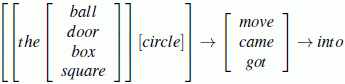 ball
door
the
box
square
[circle]
→
move
came
got
→ into